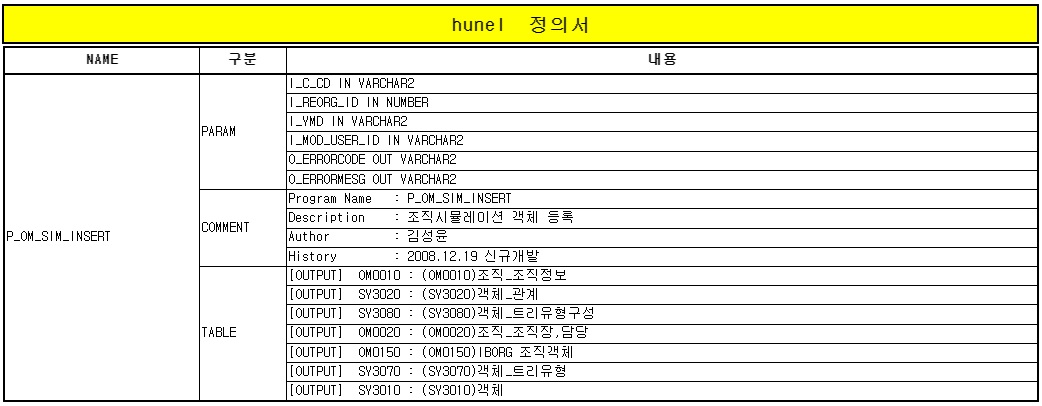 hunel 정의서
NAME 구분 내용
P_OM_SIM_INSERT
PARAM
I_C_CD IN VARCHAR2
I_REORG_ID IN NUMBER
I_YMD IN VARCHAR2
I_MOD_USER_ID IN VARCHAR2
O_ERRORCODE OUT VARCHAR2
O_ERRORMESG OUT VARCHAR2
COMMENT
Program Name : P_OM_SIM_INSERT
Description : 조직시뮬레이션 객체 등록
Author : 김성윤
History : 2008.12.19 신규개발
TABLE
[OUTPUT] OM0010 : (OM0010)조직_조직정보
[OUTPUT] SY3020 : (SY3020)객체_관계
[OUTPUT] SY3080 : (SY3080)객체_트리유형구성
[OUTPUT] OM0020 : (OM0020)조직_조직장,담당
[OUTPUT] OM0150 : (OM0150)IBORG 조직객체
[OUTPUT] SY3070 : (SY3070)객체_트리유형
[OUTPUT] SY3010 : (SY3010)객체